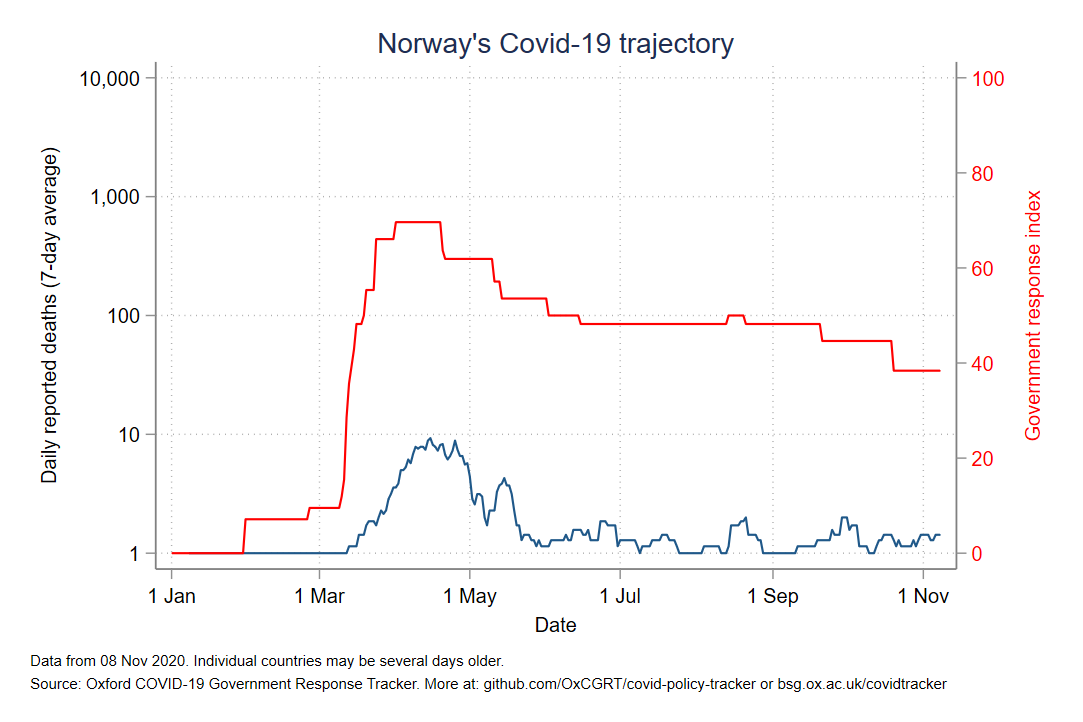 Norway's Covid-19 trajectory
10,000
1,000
100
10
1
Daily reported deaths (7-day average)
100
80
60
40
20
0
Government response index
1 Jan
1 Mar
1 May
1 Jul
1 Sep
1 Nov
Date
Data from 08 Nov 2020. Individual countries may be several days older.
Source: Oxford COVID-19 Government Response Tracker. More at: github.com/OxCGRT/covid-policy-tracker or bsg.ox.ac.uk/covidtracker